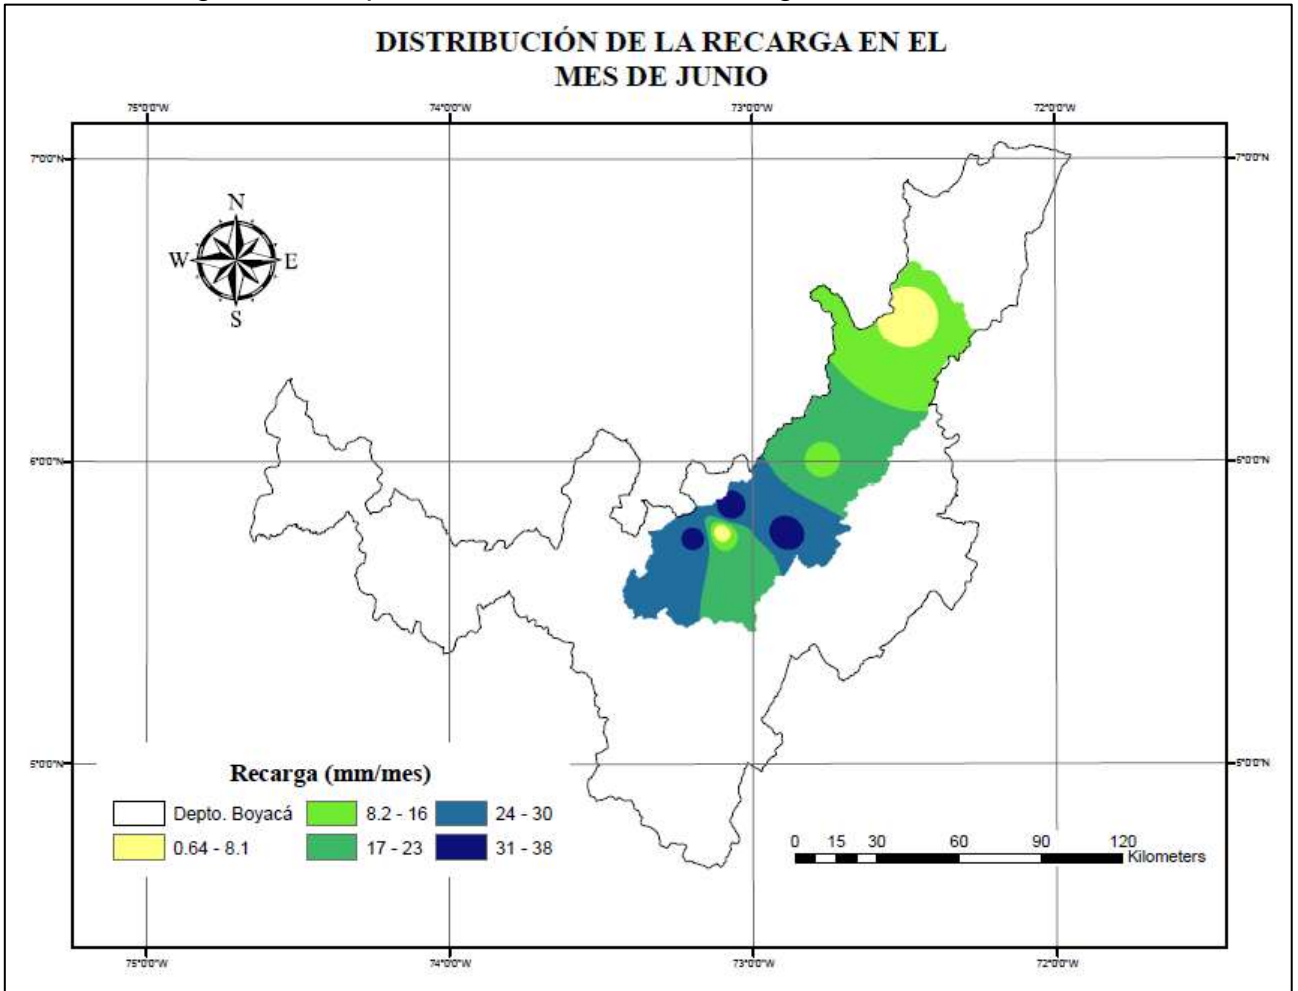 DISTRIBUCIÓN DE LA RECARGA EN EL
MES DE JUNIO
75°0'0"W 74°0'0"W 73°0'0"W 72°0'0"W
7°0'0"N 7°0'0"N
N
W E
S
6°0'0"N 6°0'0"N
5°0'0"N 5°0'0"N
Recarga (mm/mes)
Depto. Boyacá 8.2 - 16 24 - 30
0.64 - 8.1 17 - 23 31 - 38
0 15 30 60 90 120
Kilometers
75°0'0"W 74°0'0"W 73°0'0"W 72°0'0"W